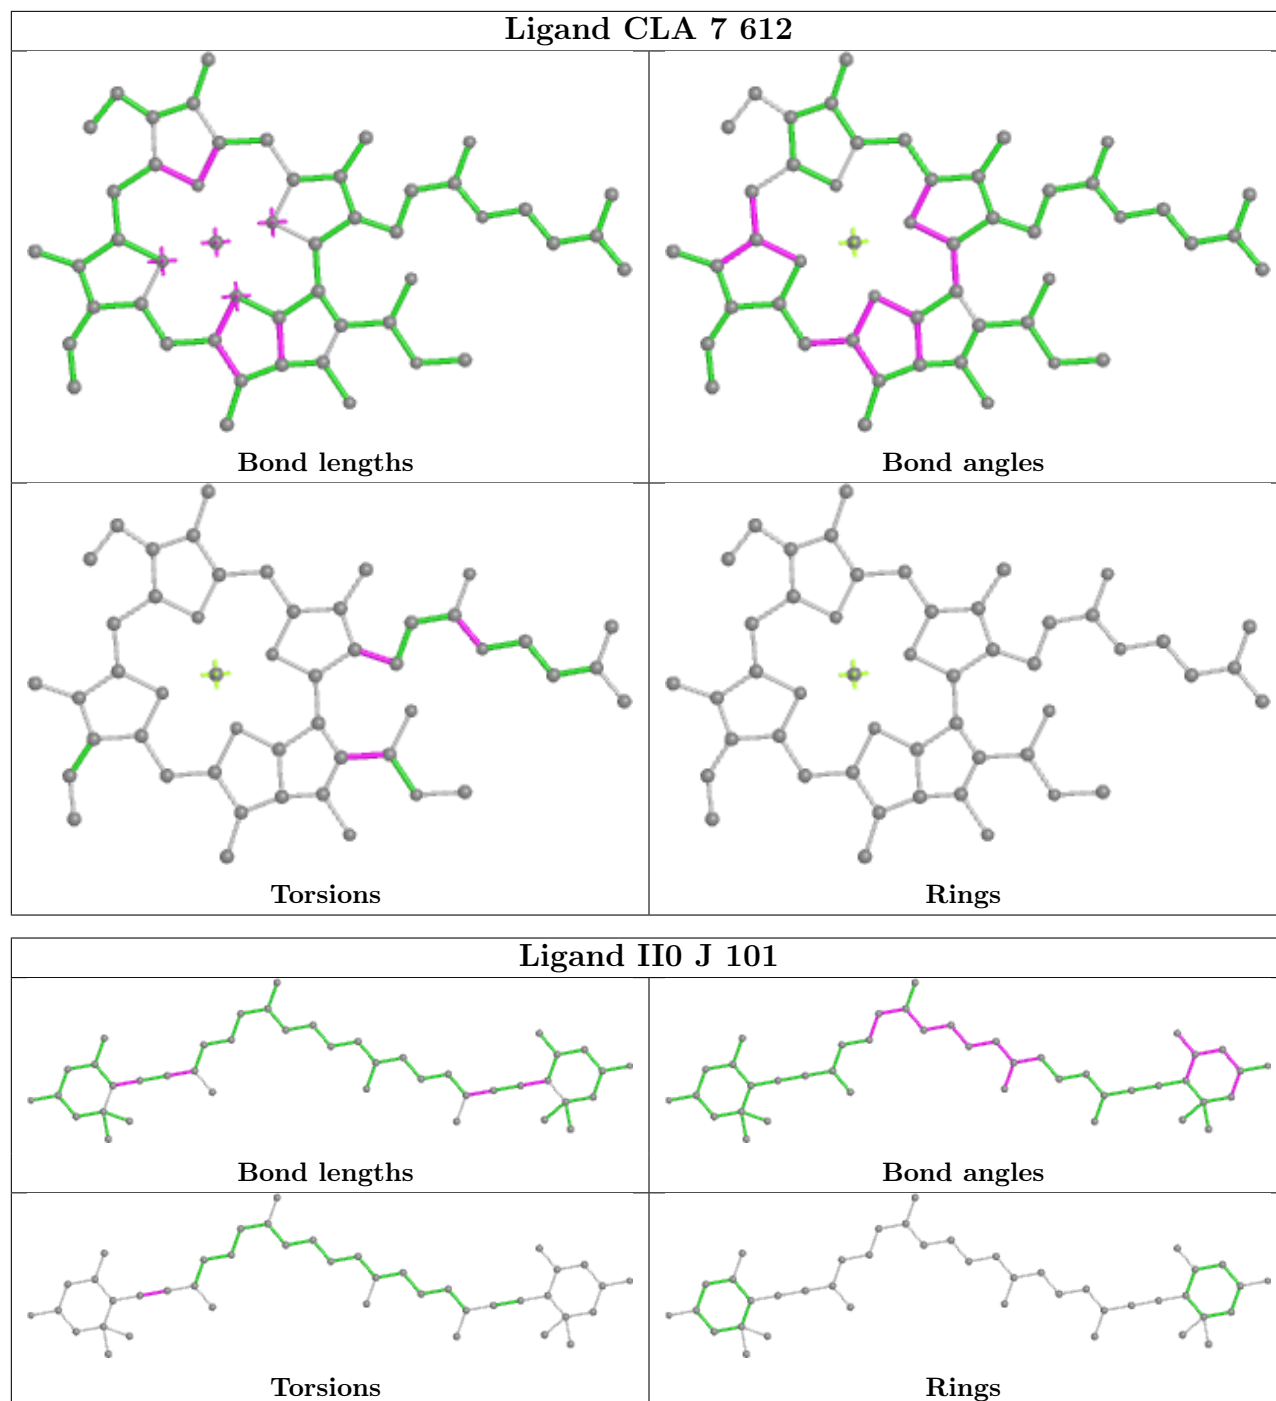 Ligand CLA 7 612
Bond lengths
Bond angles
Torsions
Rings
Ligand II0 J 101
Bond lengths
Bond angles
Torsions
Rings